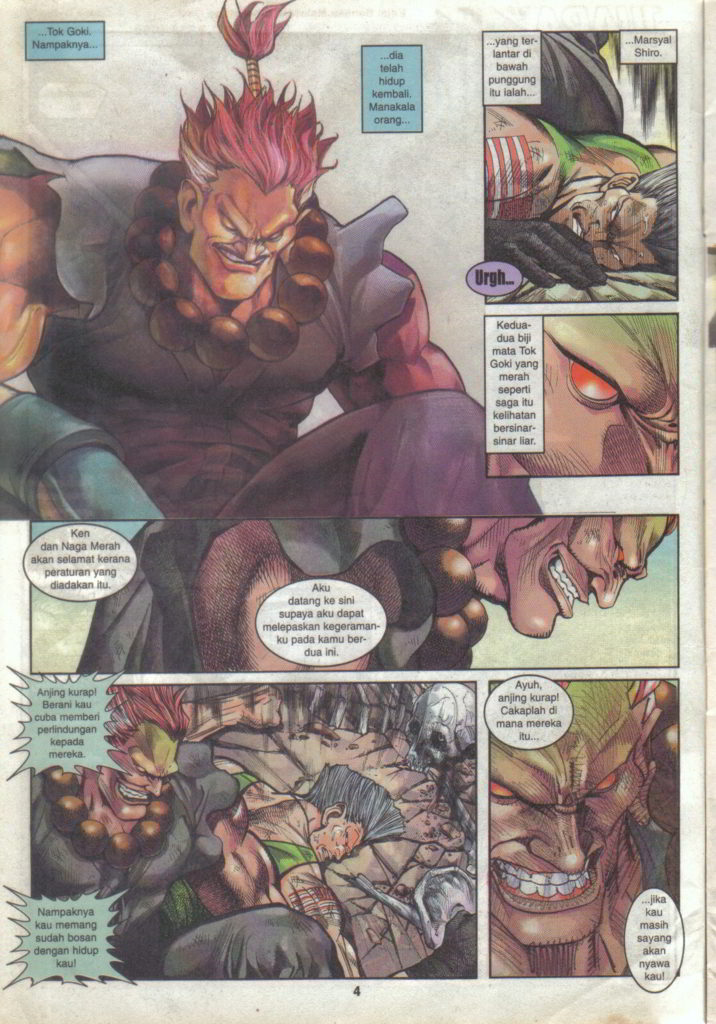 ...Tok Goki.
Nampaknya...
...dia
telah
hidup
kembali.
Manakala
orang...
...yang ter-
lantar di
bawah
punggung
itu ialah...
...Marsyal
Shiro.
Urgh...
Kedua-
dua biji
mata Tok
Goki yang
merah
seperti
saga itu
kelihatan
bersinar-
sinar liar.
Ken
dan Naga Merah
akan selamat kerana
peraturan yang
diadakan itu.
Aku
datang ke sini
supaya aku dapat
melepaskan kegeraman-
ku pada kamu ber-
dua ini.
Anjing kurap!
Berani kau
cuba memberi
perlindungan
kepada
mereka.
Nampaknya
kau memang
sudah bosan
dengan hidup
kau!
Ayuh,
anjing kurap!
Cakaplah di
mana mereka
itu...
...jika
kau
masih
sayang
akan
nyawa
kau!
4